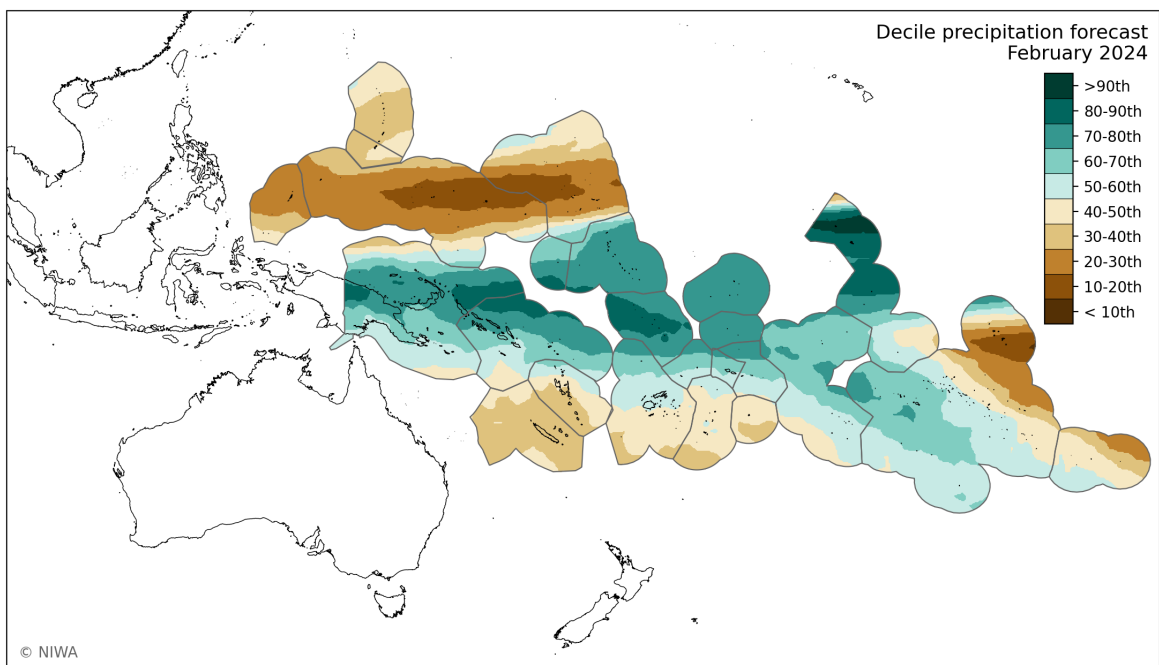 Decile precipitation forecast
February 2024
>90th
80-90th
70-80th
60-70th
50-60th
40-50th
30-40th
20-30th
10-20th
< 10th
© NIWA